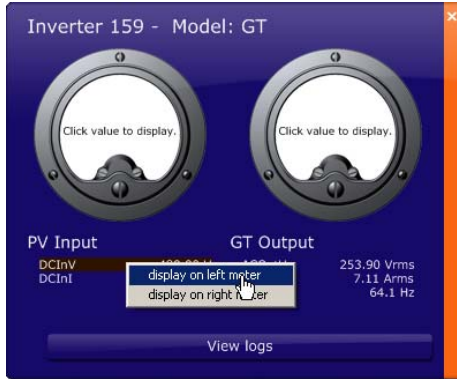 Inverter 159 - Model: GT
×
Click value to display.
Click value to display.
PV Input
GT Output
DCInV
253.90 Vrms
DCInI
7.11 Arms
64.1 Hz
display on left meter
display on right meter
View logs